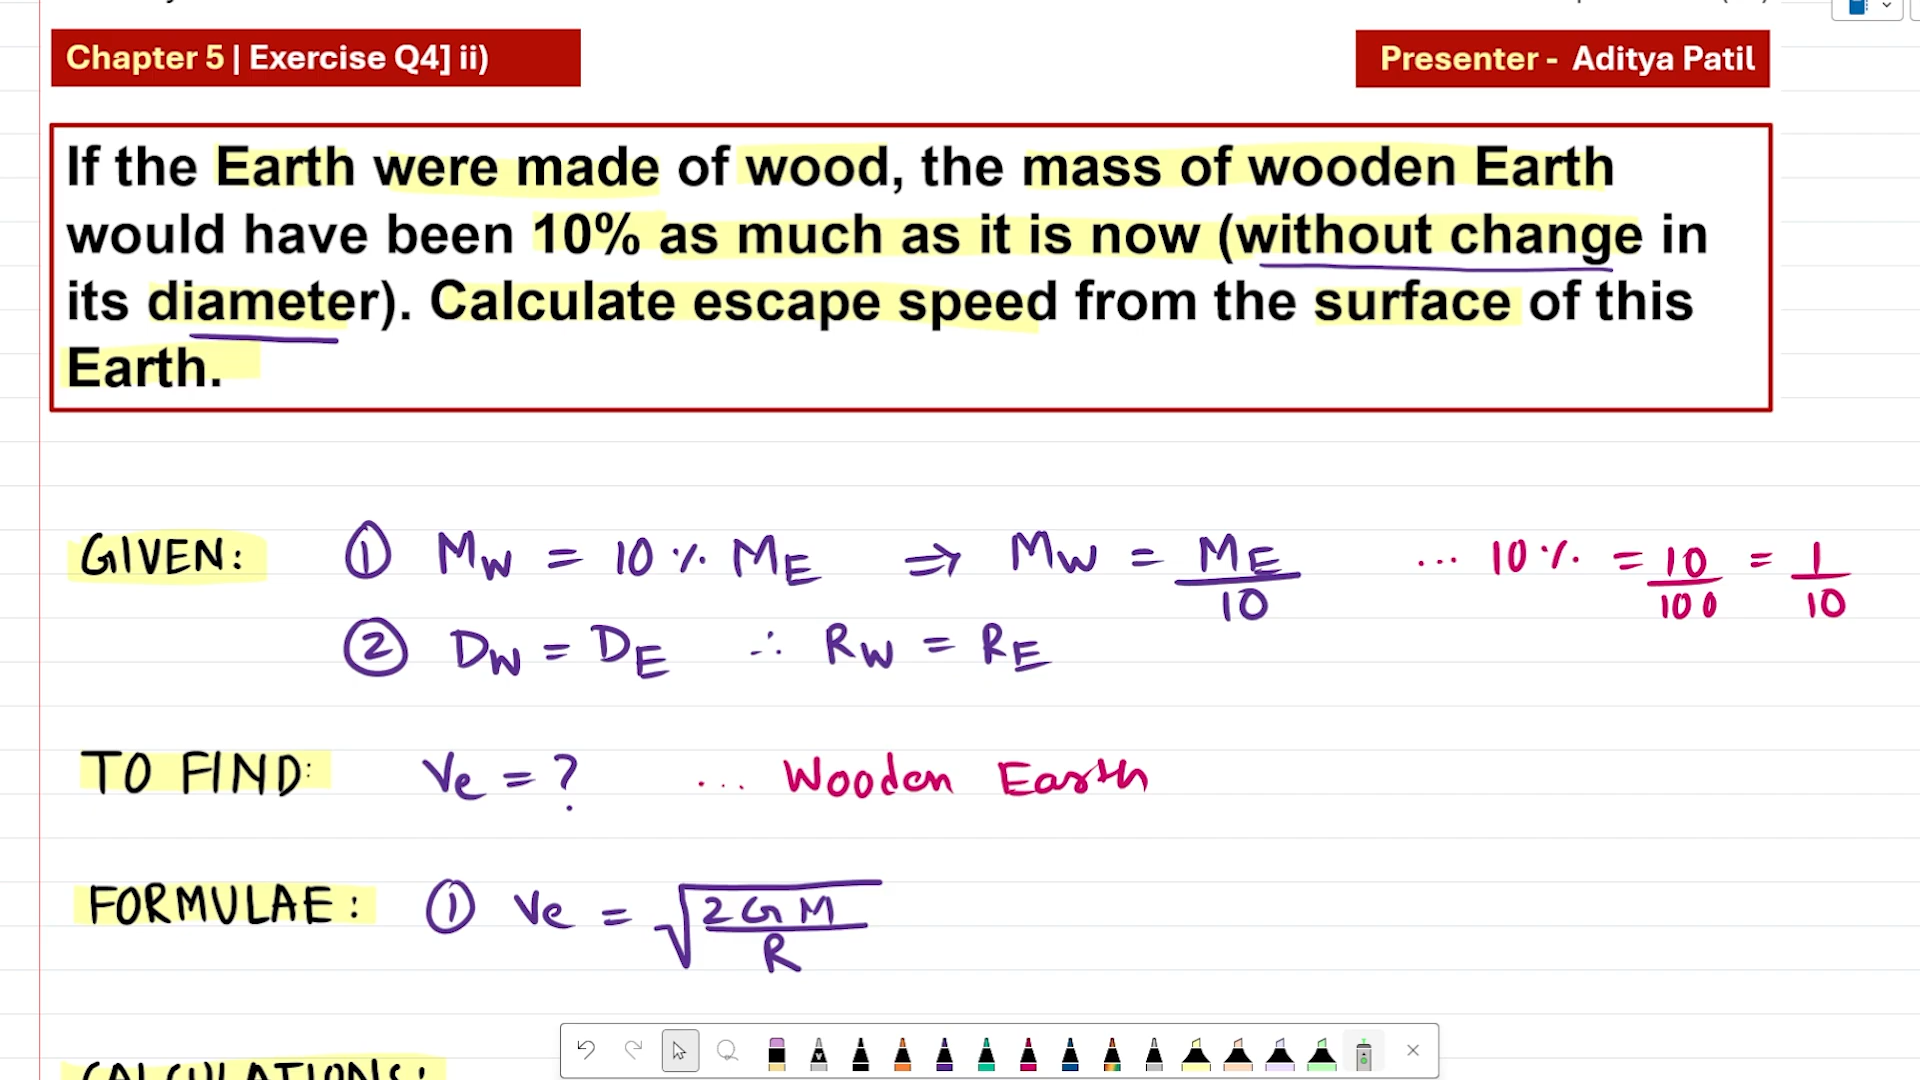 Chapter 5 | Exercise Q4] ii)
Presenter - Aditya Patil
If the Earth were made of wood, the mass of wooden Earth
would have been 10% as much as it is now (without change in
its diameter). Calculate escape speed from the surface of this
Earth.
GIVEN: ① MW = 10 % ME ⇒ MW = ME/10 ... 10 % = 10/100 = 1/10
② DW = DE ∴ RW = RE
TO FIND: Ve = ? ... Wooden Earth
FORMULAE: ① Ve = √(2GM/R)
CALCULATIONS: